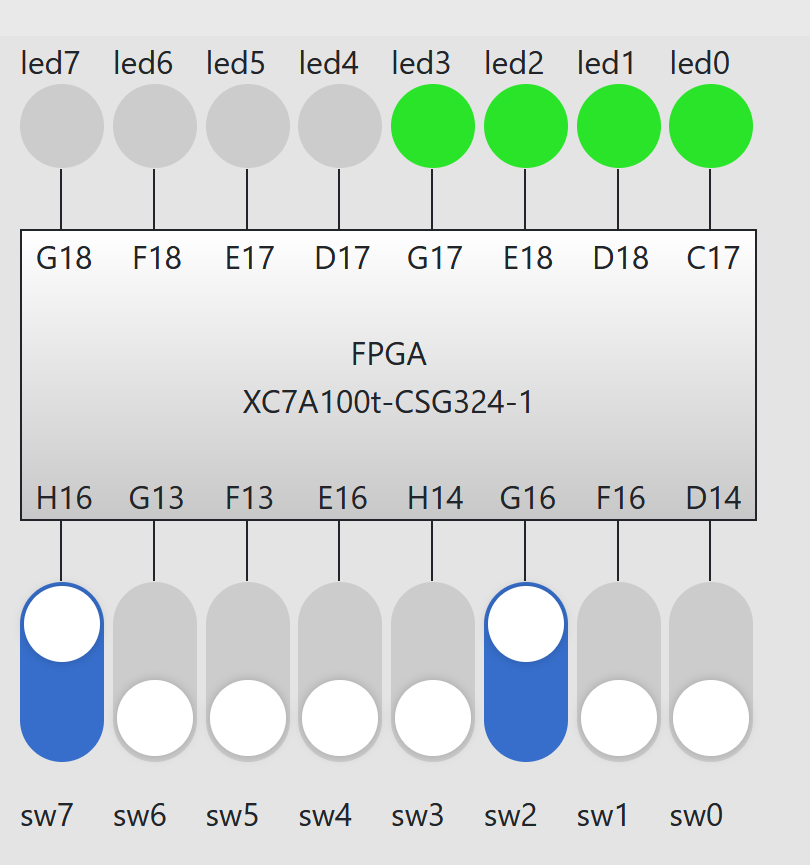 led7 led6 led5 led4 led3 led2 led1 led0
G18 F18 E17 D17 G17 E18 D18 C17
FPGA
XC7A100t-CSG324-1
H16 G13 F13 E16 H14 G16 F16 D14
sw7 sw6 sw5 sw4 sw3 sw2 sw1 sw0